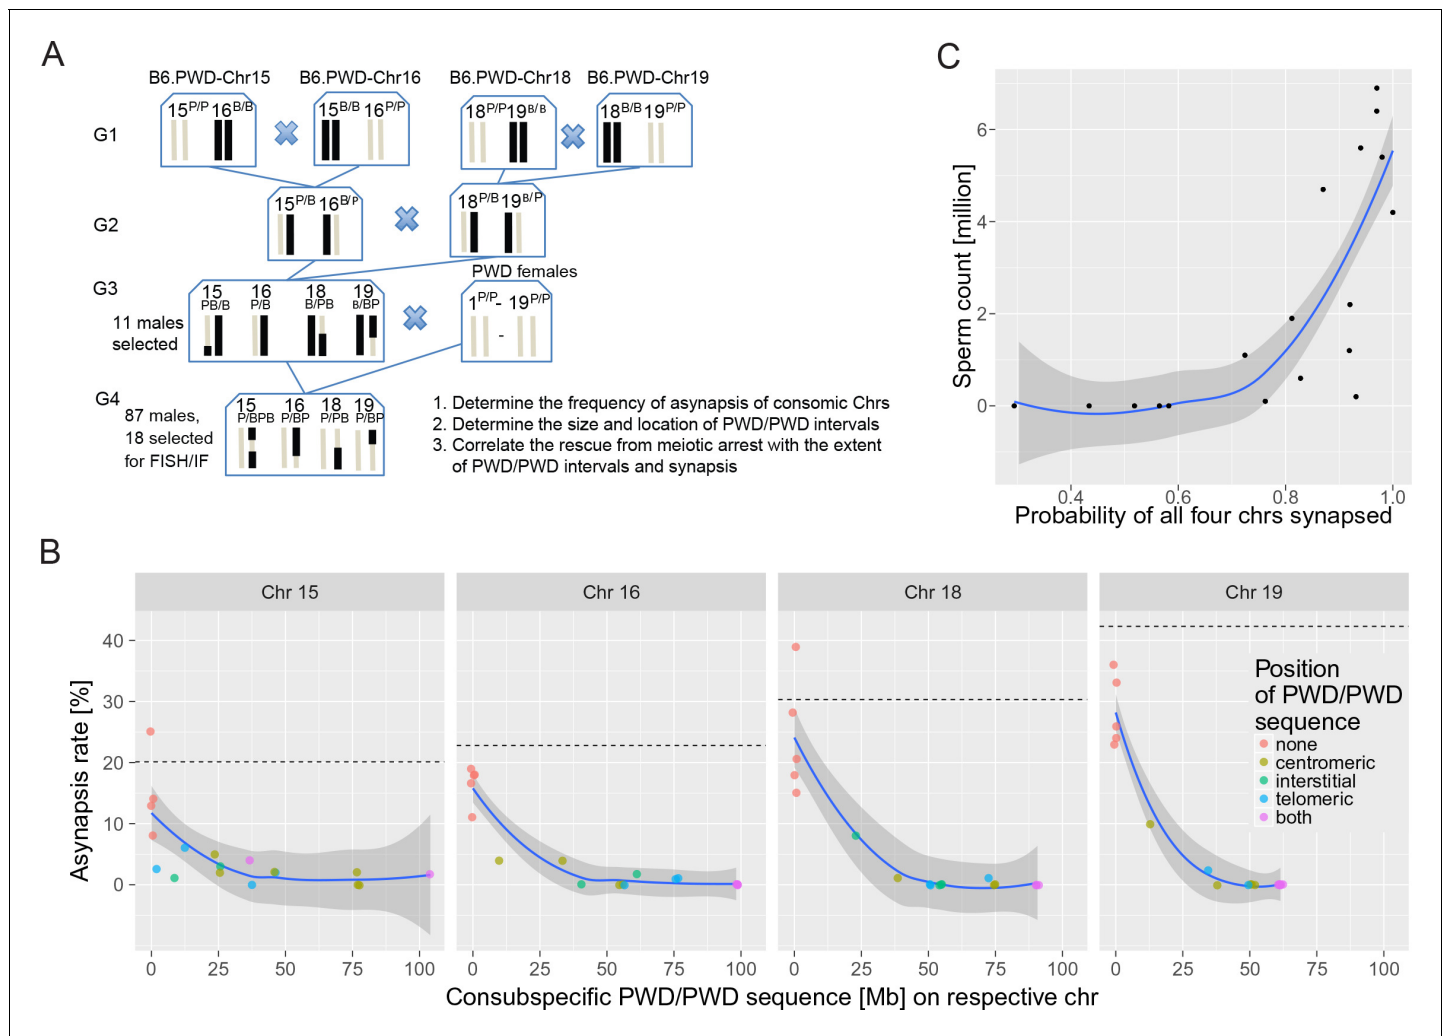 A
B6.PWD-Chr15 B6.PWD-Chr16 B6.PWD-Chr18 B6.PWD-Chr19
G1
15P/P 16B/B
15B/B 16P/P
18P/P 19B/B
18B/B 19P/P
G2
15P/B 16B/P
18P/B 19B/P
G3
11 males
selected
15 16 18 19
PB/B P/B B/PB B/BP
PWD females
1P/P- 19P/P
-
G4
87 males,
18 selected
for FISH/IF
15 16 18 19
P/BPB P/BP P/PB P/BP
1. Determine the frequency of asynapsis of consomic Chrs
2. Determine the size and location of PWD/PWD intervals
3. Correlate the rescue from meiotic arrest with the extent
of PWD/PWD intervals and synapsis
C
Sperm count [million]
6
4
2
0
0.4 0.6 0.8 1.0
Probability of all four chrs synapsed
B
Chr 15 Chr 16 Chr 18 Chr 19
Asynapsis rate [%]
40
30
20
10
0
Position
of PWD/PWD
sequence
none
centromeric
interstitial
telomeric
both
0 25 50 75 100 0 25 50 75 100 0 25 50 75 100 0 25 50 75 100
Consubspecific PWD/PWD sequence [Mb] on respective chr